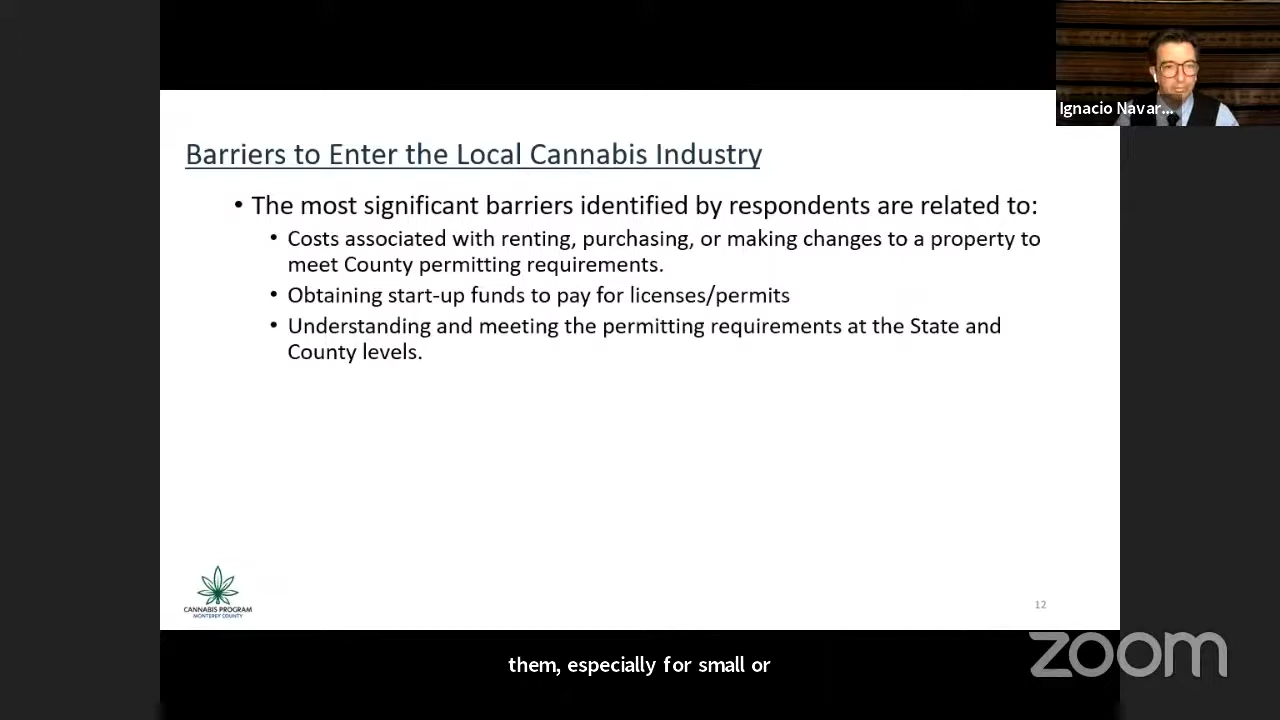 Ignacio Navar...
Barriers to Enter the Local Cannabis Industry
• The most significant barriers identified by respondents are related to:
• Costs associated with renting, purchasing, or making changes to a property to
meet County permitting requirements.
• Obtaining start-up funds to pay for licenses/permits
• Understanding and meeting the permitting requirements at the State and
County levels.
CANNABIS PROGRAM
MONTEREY COUNTY
12
zoom
them, especially for small or